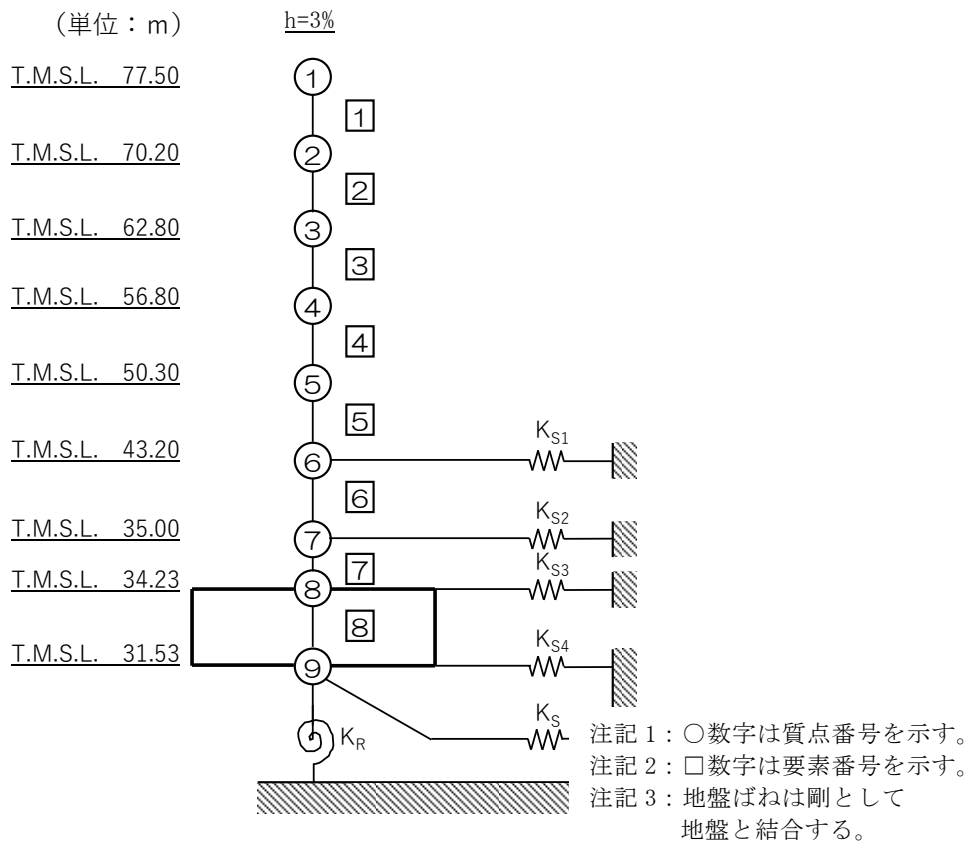 (単位：m)
h=3%
T.M.S.L. 77.50
①
1
T.M.S.L. 70.20
②
2
T.M.S.L. 62.80
③
3
T.M.S.L. 56.80
④
4
T.M.S.L. 50.30
⑤
5
T.M.S.L. 43.20
⑥
KS1
6
T.M.S.L. 35.00
⑦
KS2
7
T.M.S.L. 34.23
⑧
KS3
8
T.M.S.L. 31.53
⑨
KS4
KS
KR
注記1：○数字は質点番号を示す。
注記2：□数字は要素番号を示す。
注記3：地盤ばねは剛として
地盤と結合する。